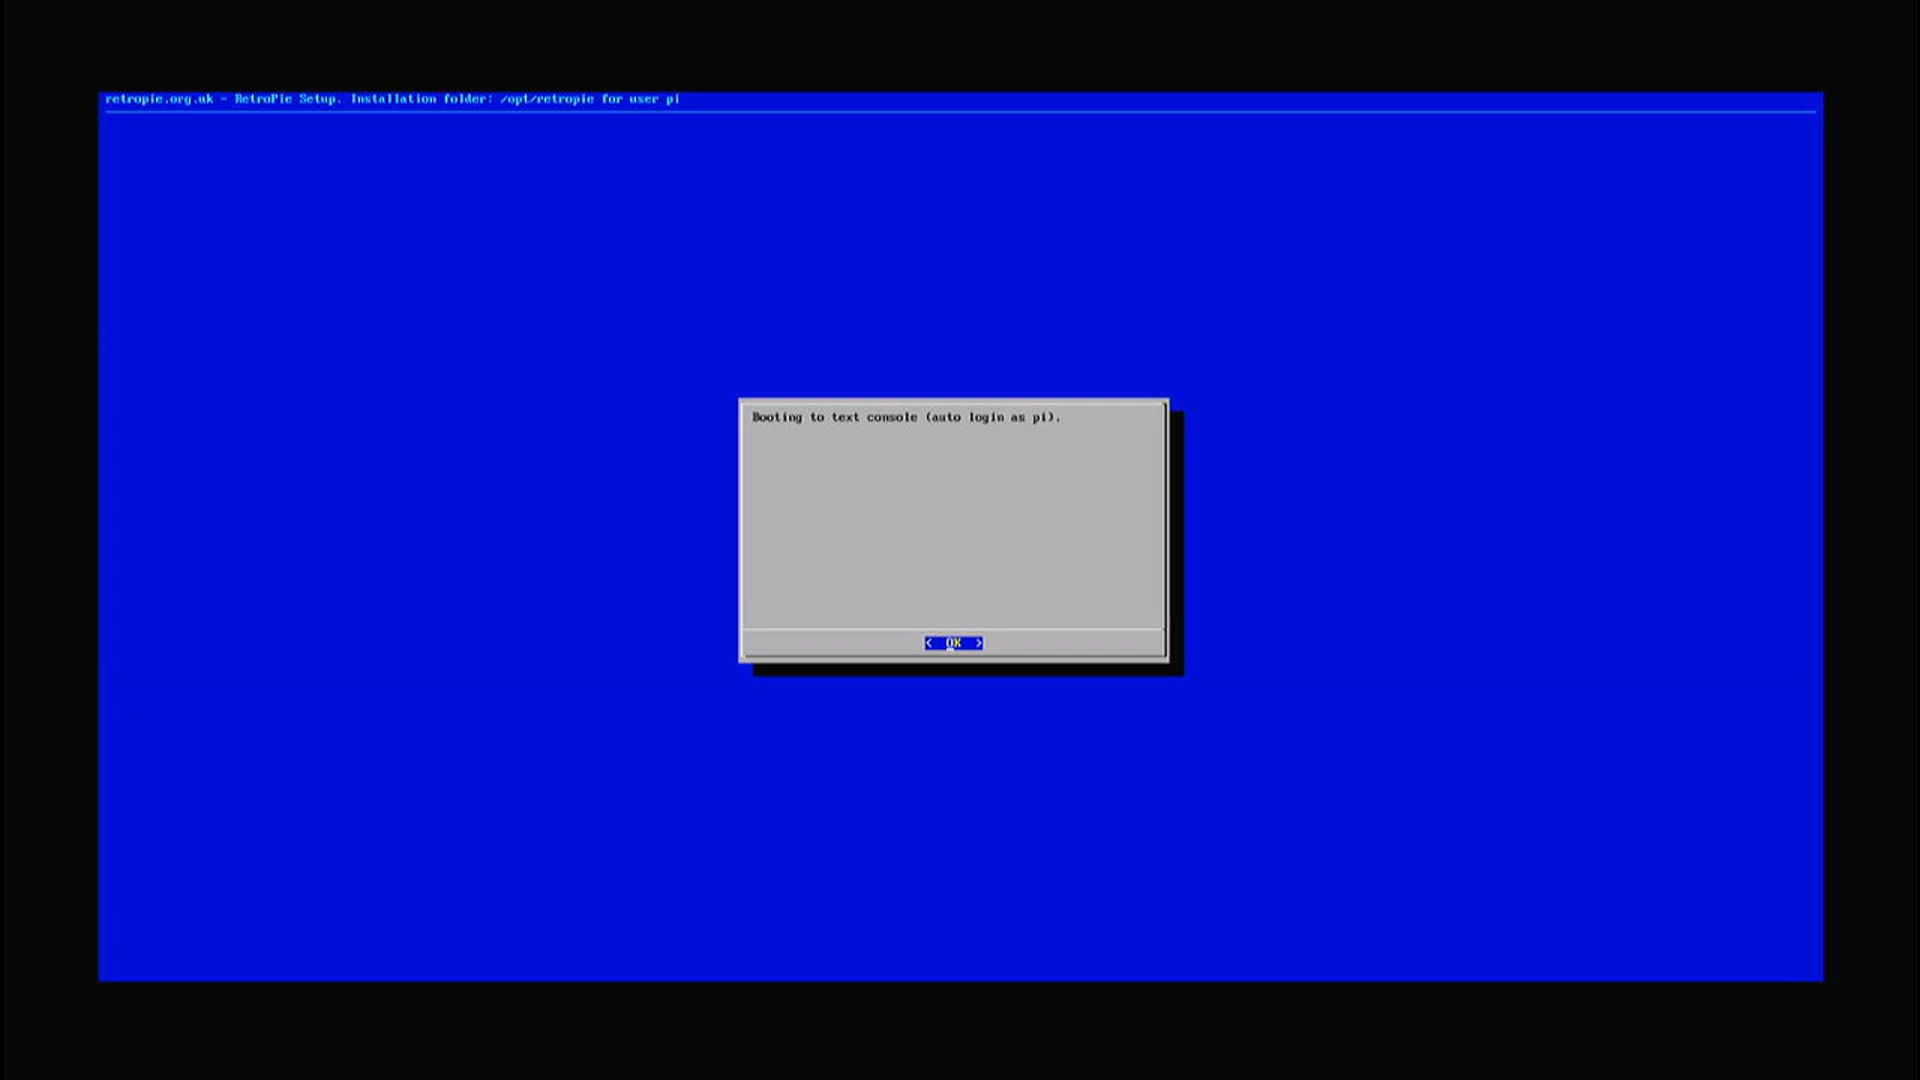 retropie.org.uk - RetroPie Setup. Installation folder: /opt/retropie for user pi
Booting to text console (auto login as pi).
< OK >